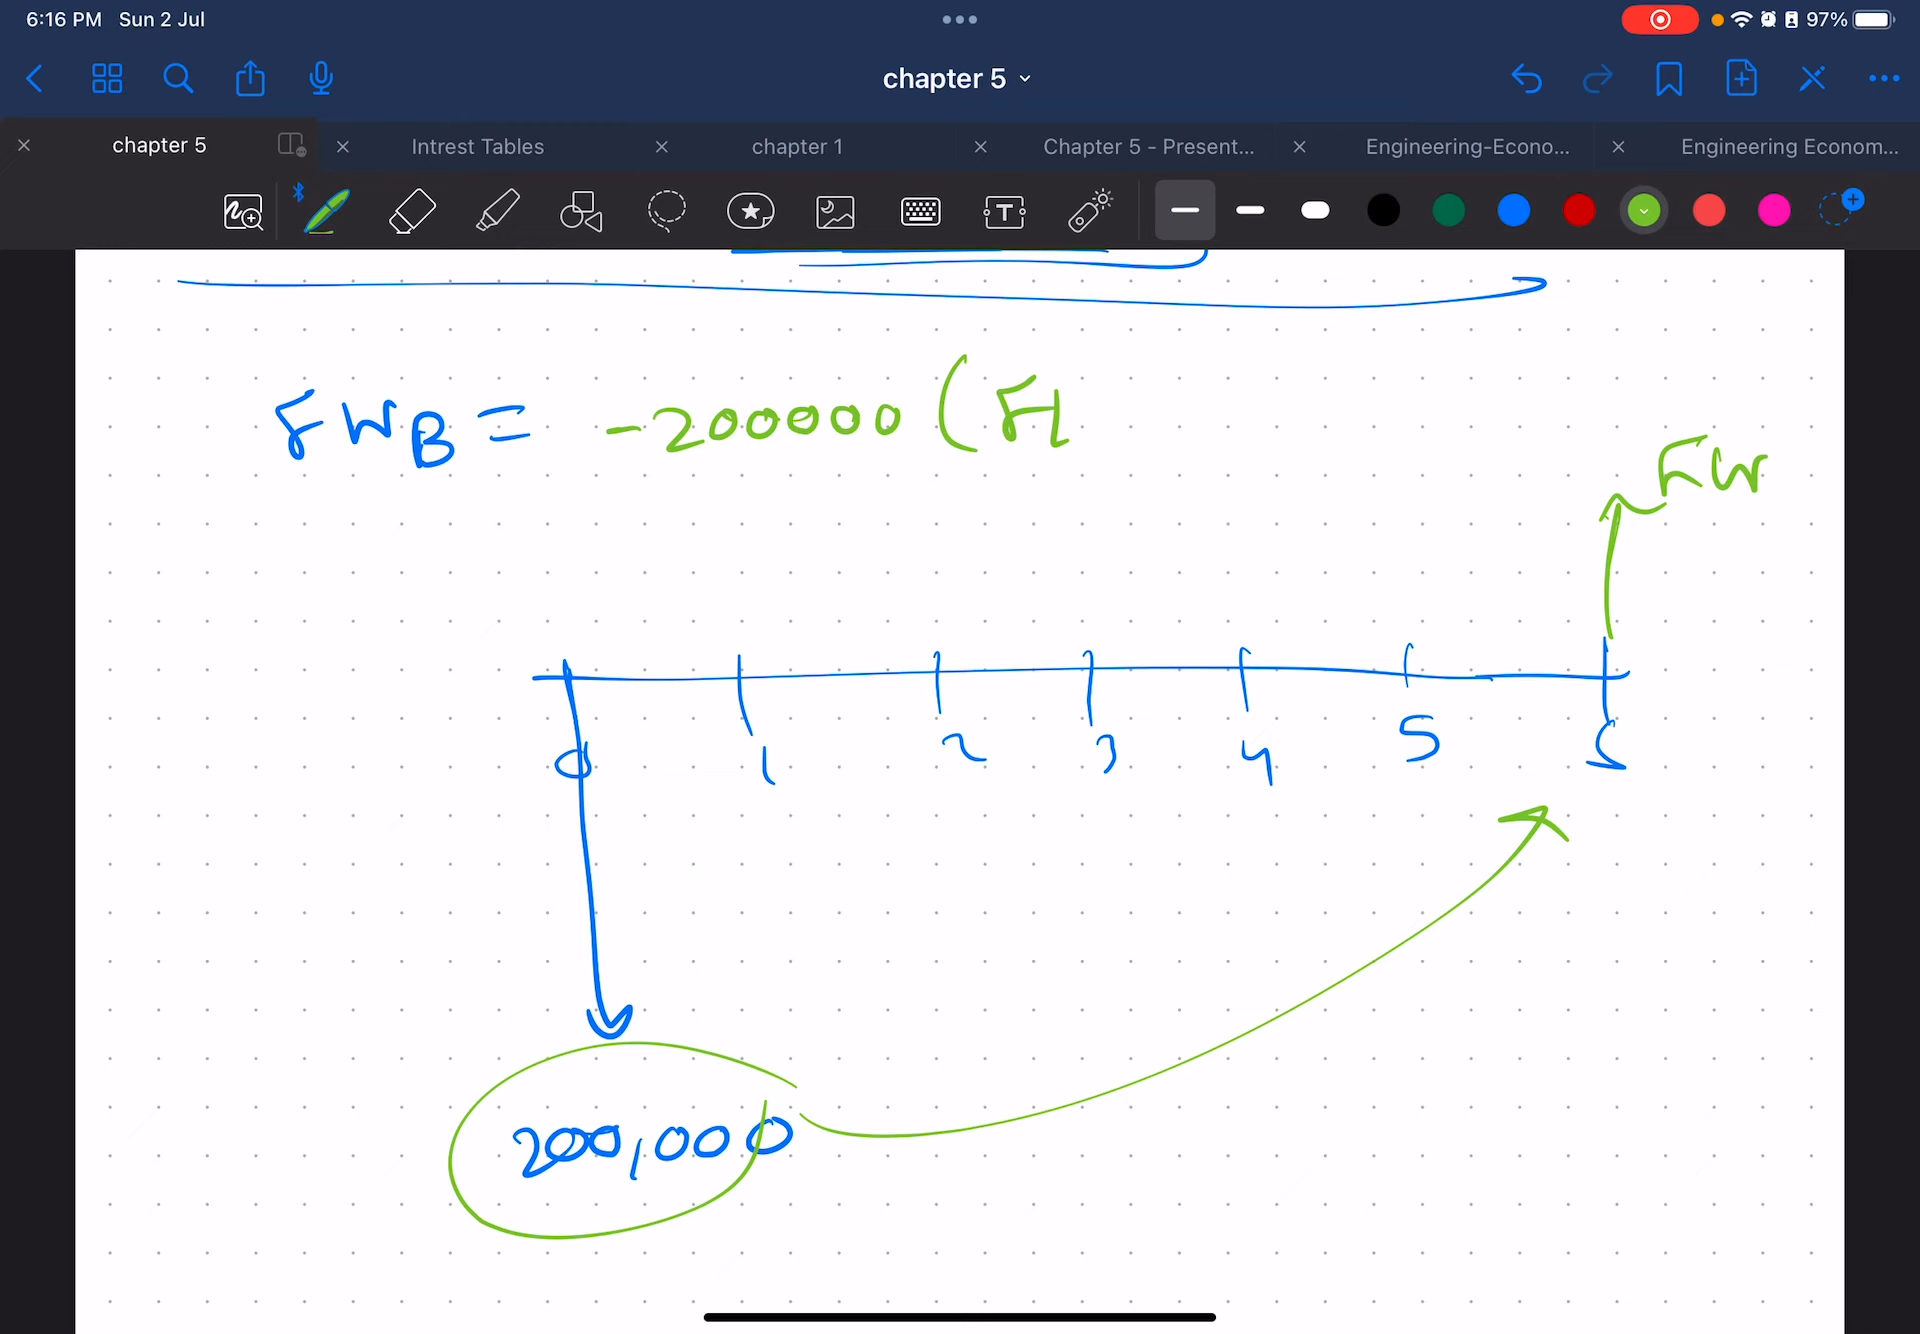 6:16 PM Sun 2 Jul
97%
chapter 5
chapter 5
Intrest Tables
chapter 1
Chapter 5 - Present...
Engineering-Econo...
Engineering Econom...
T
FWB = -200000 (F
FW
0 1 2 3 4 5 6
200,000